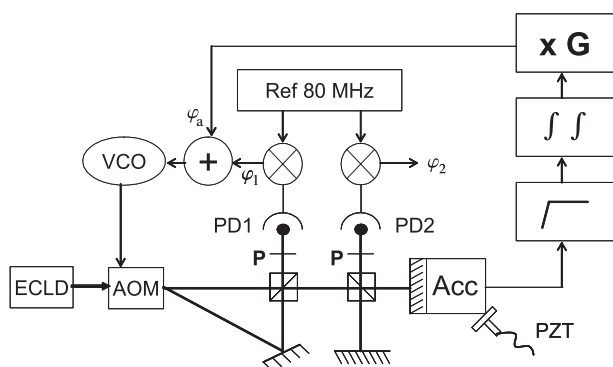 x G
Ref 80 MHz
φa
∫ ∫
VCO
+
φ1
φ2
PD1
PD2
P
P
ECLD
AOM
Acc
PZT